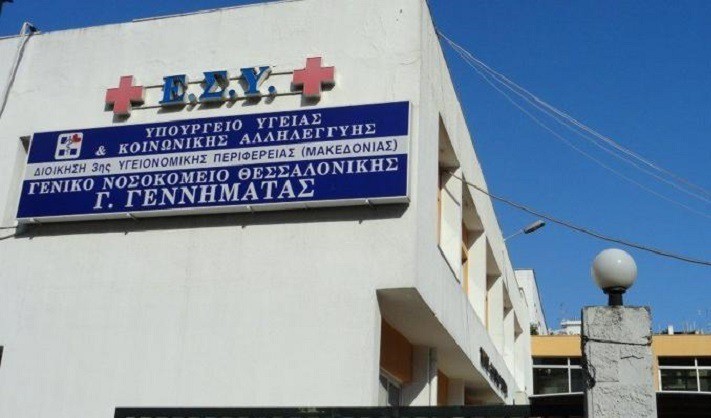 Ε.Σ.Υ.
ΥΠΟΥΡΓΕΙΟ ΥΓΕΙΑΣ
& ΚΟΙΝΩΝΙΚΗΣ ΑΛΛΗΛΕΓΓΥΗΣ
ΔΙΟΙΚΗΣΗ 3ης ΥΓΕΙΟΝΟΜΙΚΗΣ ΠΕΡΙΦΕΡΕΙΑΣ (ΜΑΚΕΔΟΝΙΑΣ)
ΓΕΝΙΚΟ ΝΟΣΟΚΟΜΕΙΟ ΘΕΣΣΑΛΟΝΙΚΗΣ
Γ. ΓΕΝΝΗΜΑΤΑΣ